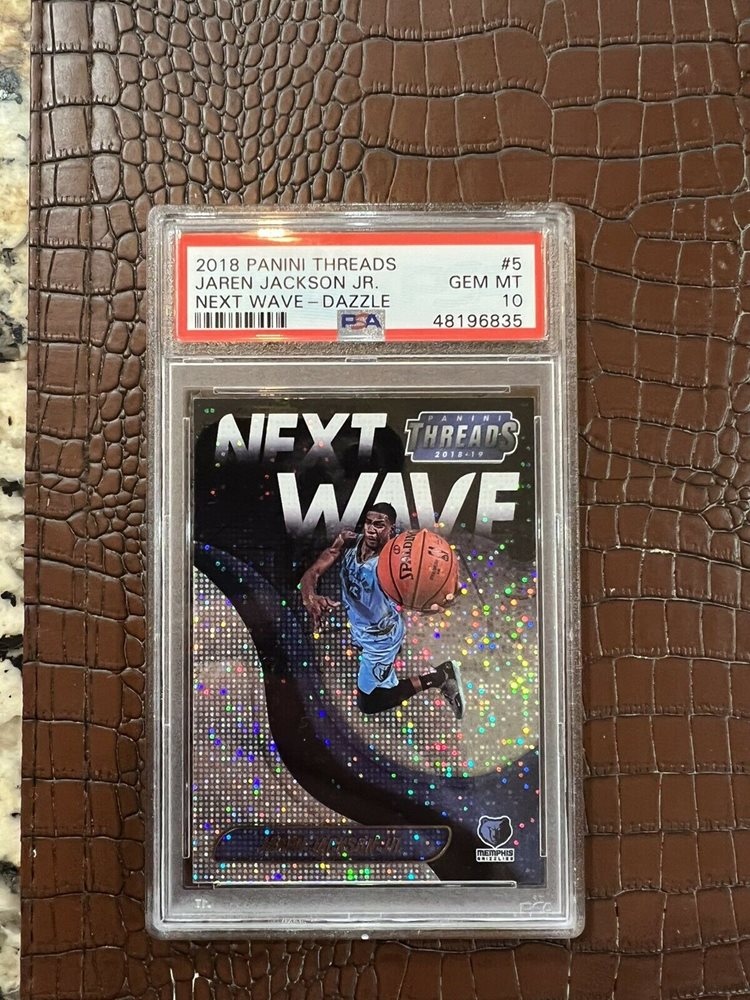 2018 PANINI THREADS #5
JAREN JACKSON JR. GEM MT
NEXT WAVE – DAZZLE 10
PSA 48196835
NEXT
WAVE
PANINI
THREADS
2018-19
SPALDING
MEMPHIS
GRIZZLIES